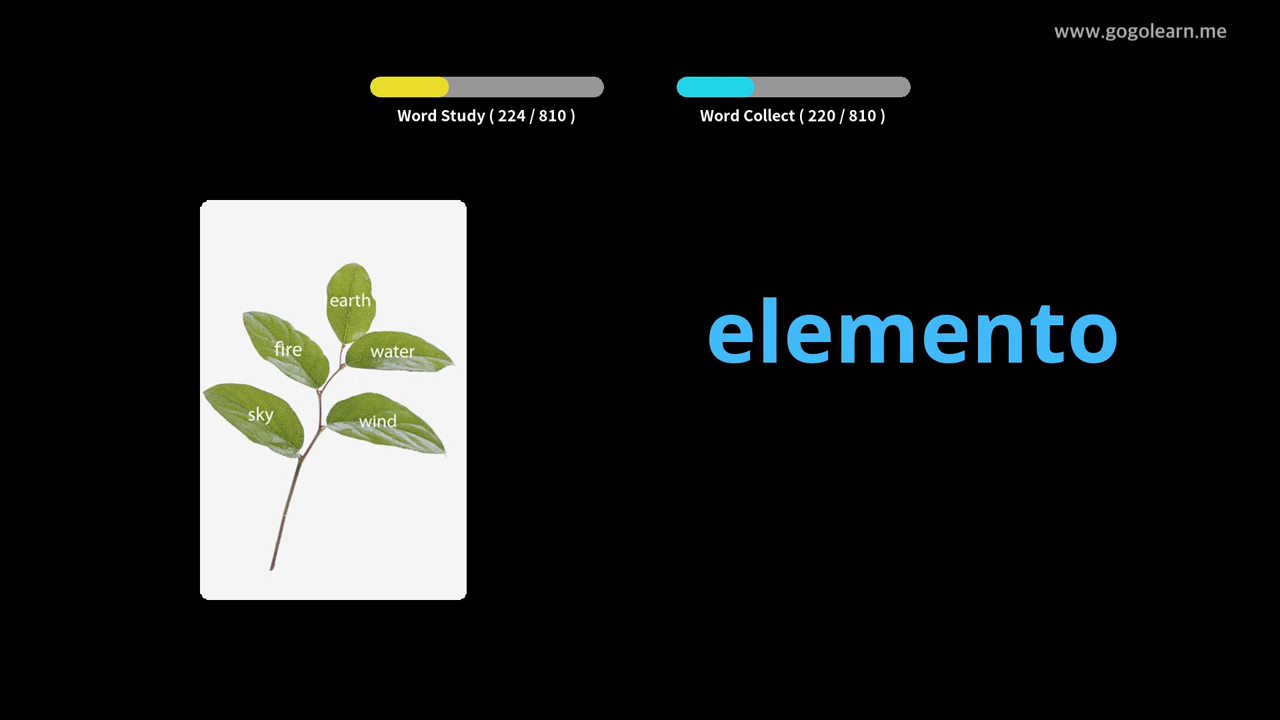 www.gogolearn.me
Word Study ( 224 / 810 )
Word Collect ( 220 / 810 )
earth
fire
water
sky
wind
elemento